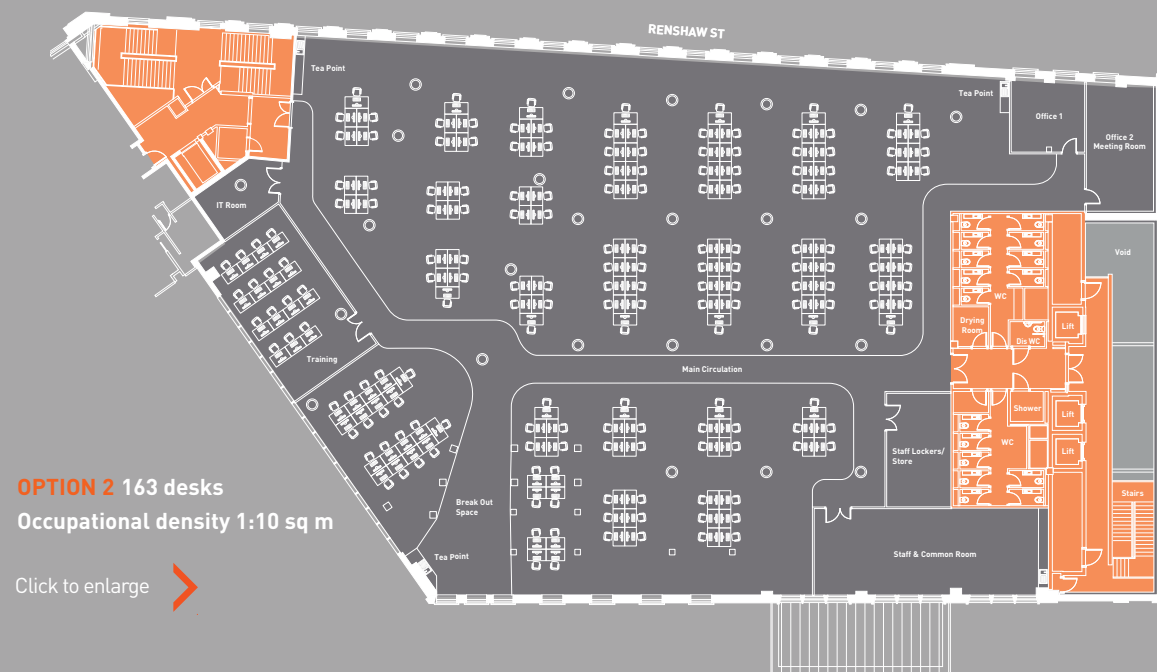 RENSHAW ST
Tea Point
Tea Point
Office 1
Office 2
Meeting Room
IT Room
Void
WC
Drying
Room
Lift
Dis WC
Training
Main Circulation
Shower
Lift
WC
Staff Lockers/
Store
Lift
OPTION 2 163 desks
Stairs
Break Out
Space
Occupational density 1:10 sq m
Tea Point
Staff & Common Room
Click to enlarge